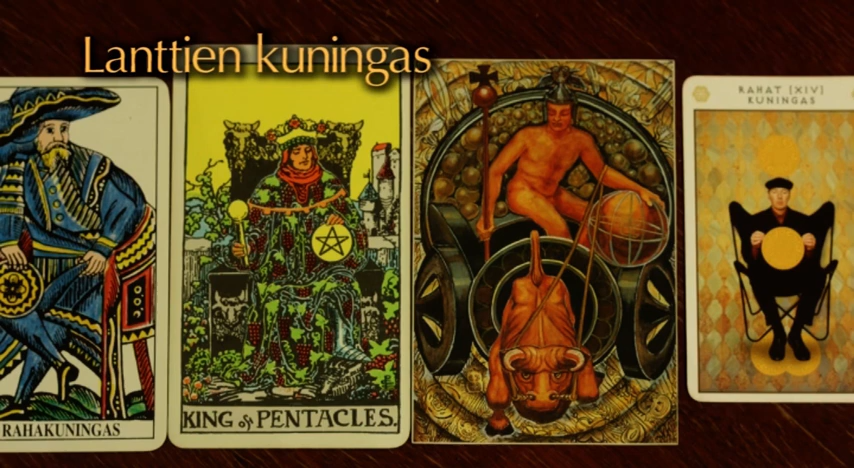 Lanttien kuningas
RAHAKUNINGAS
KING of PENTACLES.
RAHAT [XIV]
KUNINGAS